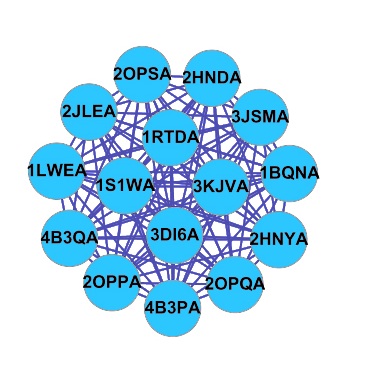 2OPSA
2HNDA
2JLEA
3JSMA
1RTDA
1LWEA
1S1WA
3KJVA
1BQNA
4B3QA
3DI6A
2HNYA
2OPPA
2OPQA
4B3PA